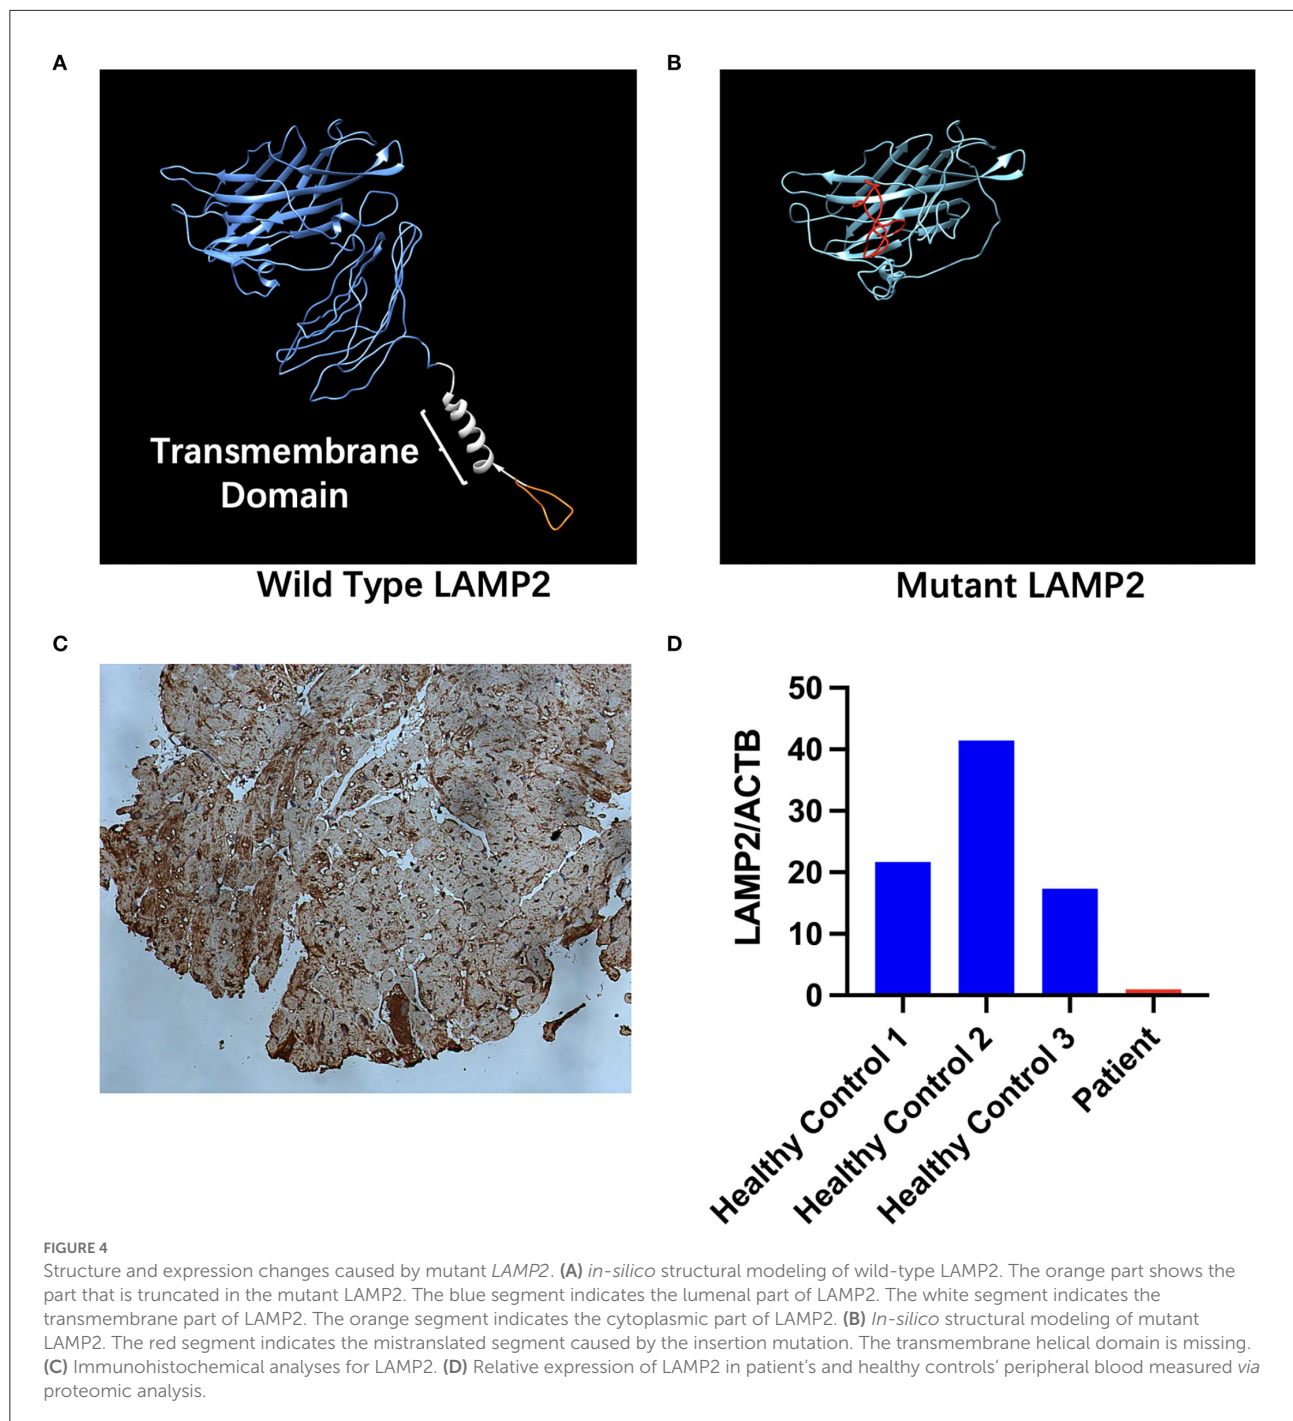 A
B
Transmembrane
Domain
Wild Type LAMP2
Mutant LAMP2
C
D
50
40
30
20
10
0
LAMP2/ACTB
Healthy Control 1
Healthy Control 2
Healthy Control 3
Patient
FIGURE 4
Structure and expression changes caused by mutant LAMP2. (A) in-silico structural modeling of wild-type LAMP2. The orange part shows the
part that is truncated in the mutant LAMP2. The blue segment indicates the lumenal part of LAMP2. The white segment indicates the
transmembrane part of LAMP2. The orange segment indicates the cytoplasmic part of LAMP2. (B) In-silico structural modeling of mutant
LAMP2. The red segment indicates the mistranslated segment caused by the insertion mutation. The transmembrane helical domain is missing.
(C) Immunohistochemical analyses for LAMP2. (D) Relative expression of LAMP2 in patient's and healthy controls' peripheral blood measured via
proteomic analysis.